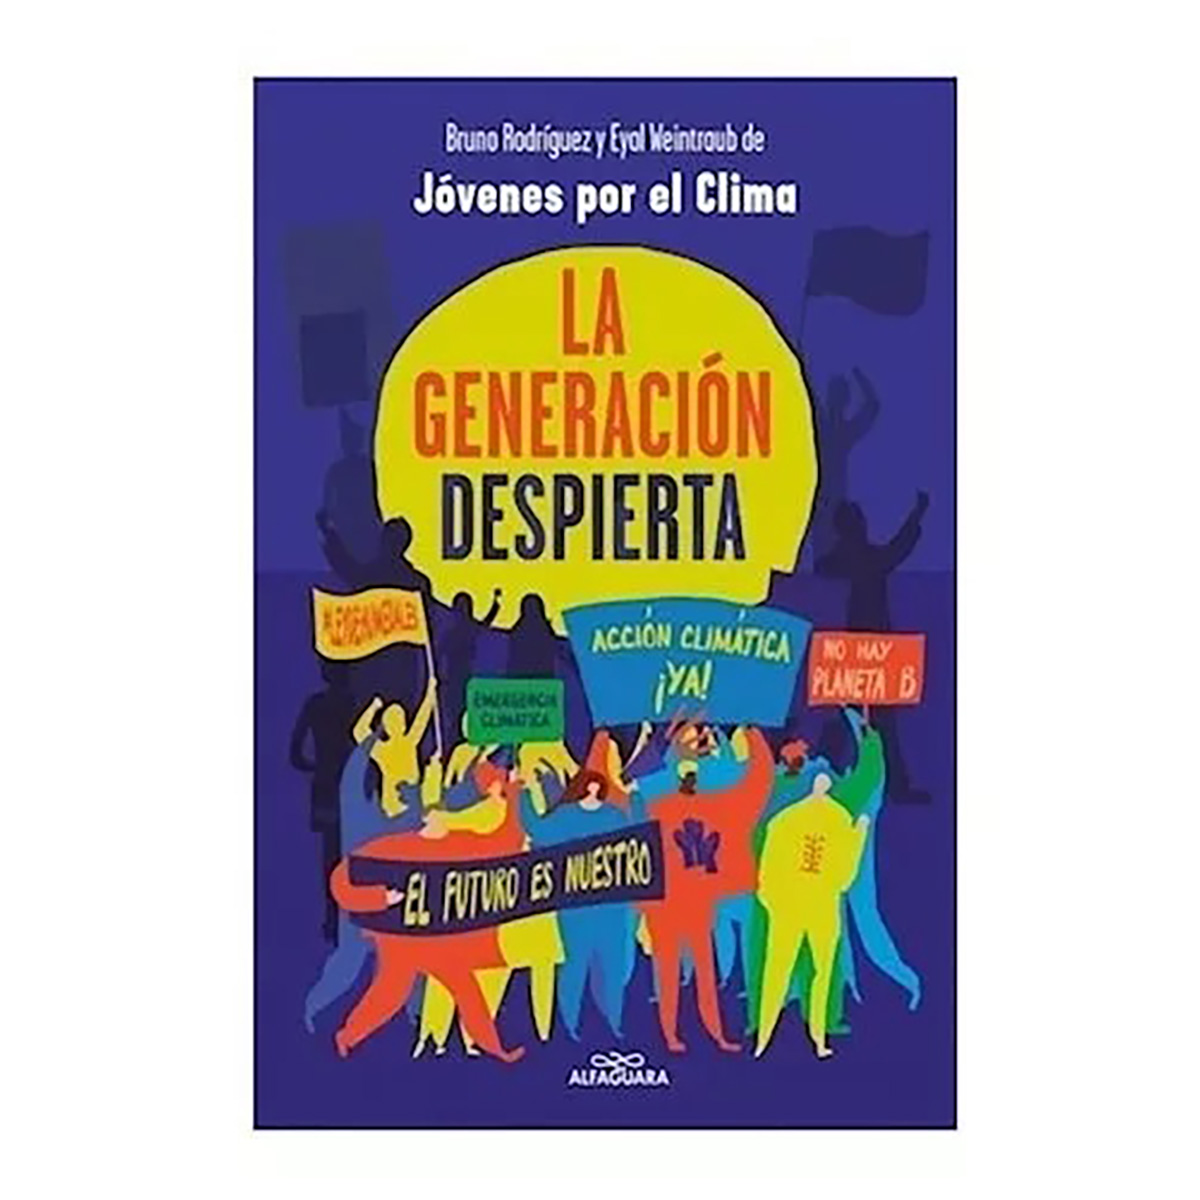 Bruno Rodríguez y Eyal Weintraub de
Jóvenes por el Clima
LA
GENERACIÓN
DESPIERTA
ACCIÓN CLIMÁTICA
¡YA!
NO HAY
PLANETA B
EMERGENCIA
CLIMÁTICA
EL FUTURO ES NUESTRO
ALFAGUARA